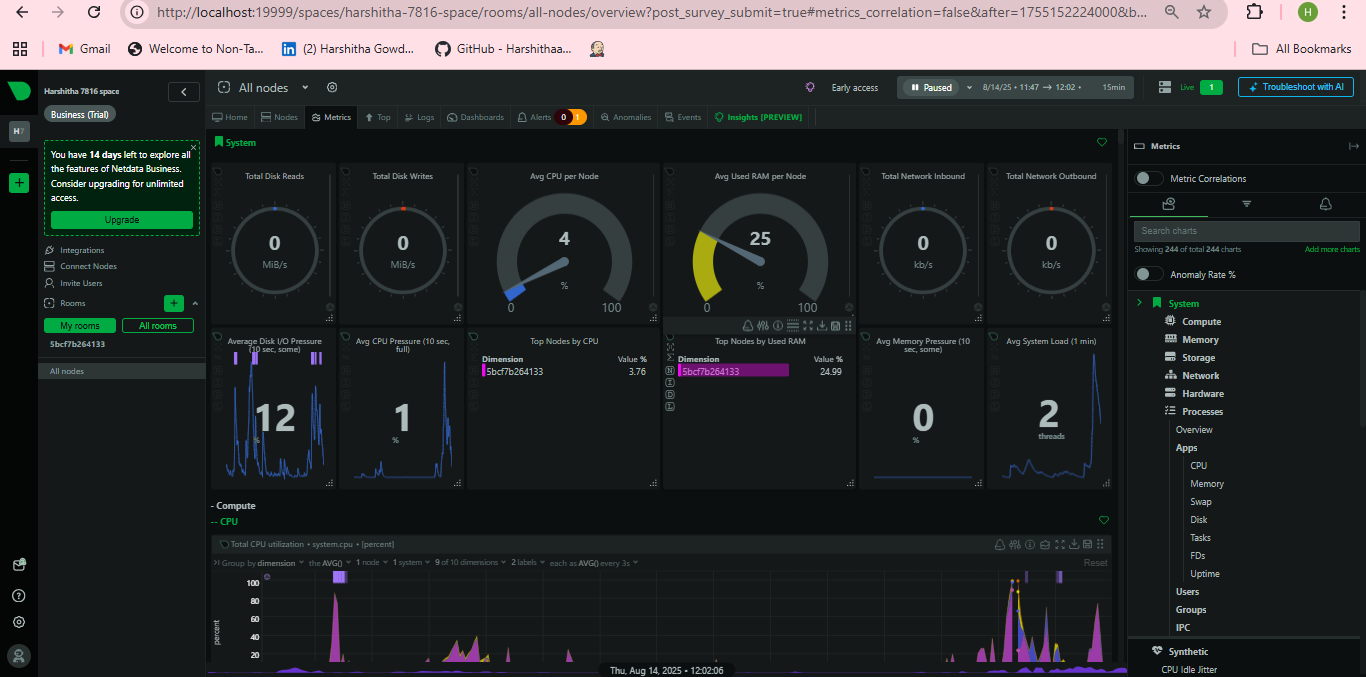 http://localhost:19999/spaces/harshitha-7816-space/rooms/all-nodes/overview?post_survey_submit=true#metrics_correlation=false&after=1755152224000&b...
H
Gmail
Welcome to Non-Ta...
(2) Harshitha Gowd...
GitHub - Harshithaa...
All Bookmarks
Harshitha 7816 space
Business (Trial)
H7
You have 14 days left to explore all
the features of Netdata Business.
Consider upgrading for unlimited
access.
Upgrade
Integrations
Connect Nodes
Invite Users
Rooms
My rooms
All rooms
5bcf7b264133
All nodes
All nodes
Early access
Paused
8/14/25 • 11:47 → 12:02 •
15min
Live
1
Troubleshoot with AI
Home
Nodes
Metrics
Top
Logs
Dashboards
Alerts
0
1
Anomalies
Events
Insights [PREVIEW]
System
Total Disk Reads
0
MiB/s
Total Disk Writes
0
MiB/s
Avg CPU per Node
4
%
0
100
Avg Used RAM per Node
25
%
0
100
Total Network Inbound
0
kb/s
Total Network Outbound
0
kb/s
Average Disk I/O Pressure
(10 sec, some)
12
%
Avg CPU Pressure (10 sec,
full)
1
%
Top Nodes by CPU
Dimension
Value %
5bcf7b264133
3.76
Top Nodes by Used RAM
Dimension
Value %
5bcf7b264133
24.99
Avg Memory Pressure (10
sec, some)
0
%
Avg System Load (1 min)
2
threads
- Compute
-- CPU
Total CPU utilization • system.cpu • [percent]
Group by dimension
the AVG()
1 node
1 system
9 of 10 dimensions
2 labels
each as AVG() every 3s
Reset
percent
100
80
60
40
20
Thu, Aug 14, 2025 • 12:02:06
Metrics
Metric Correlations
Search charts
Showing 244 of total 244 charts
Add more charts
Anomaly Rate %
System
Compute
Memory
Storage
Network
Hardware
Processes
Overview
Apps
CPU
Memory
Swap
Disk
Tasks
FDs
Uptime
Users
Groups
IPC
Synthetic
CPU Idle Jitter